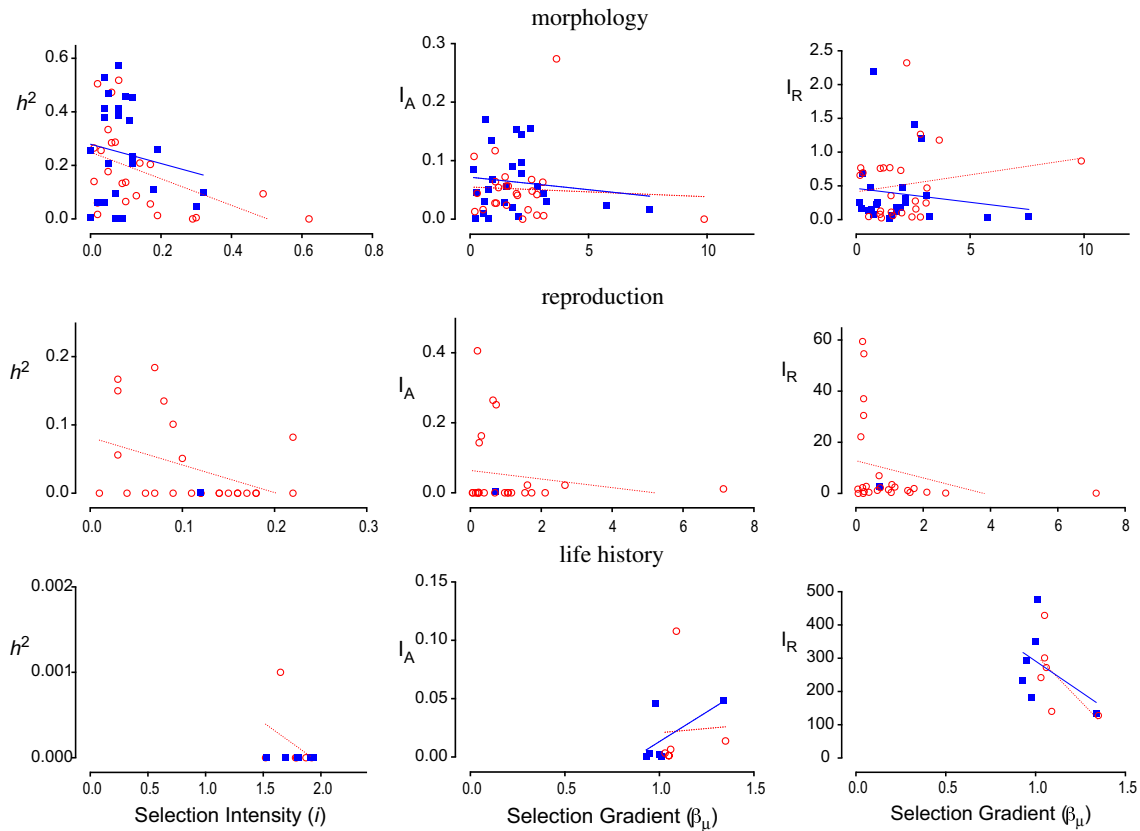 morphology
h²
0.6
0.4
0.2
0.0
0.0 0.2 0.4 0.6 0.8
I_A
0.3
0.2
0.1
0.0
0 5 10
I_R
2.5
2.0
1.5
1.0
0.5
0.0
0 5 10
reproduction
h²
0.2
0.1
0.0
0.0 0.1 0.2 0.3
I_A
0.4
0.2
0.0
0 2 4 6 8
I_R
60
40
20
0
0 2 4 6 8
life history
h²
0.002
0.001
0.000
0.0 0.5 1.0 1.5 2.0
Selection Intensity (i)
I_A
0.15
0.10
0.05
0.00
0.0 0.5 1.0 1.5
Selection Gradient (βμ)
I_R
500
400
300
200
100
0
0.0 0.5 1.0 1.5
Selection Gradient (βμ)